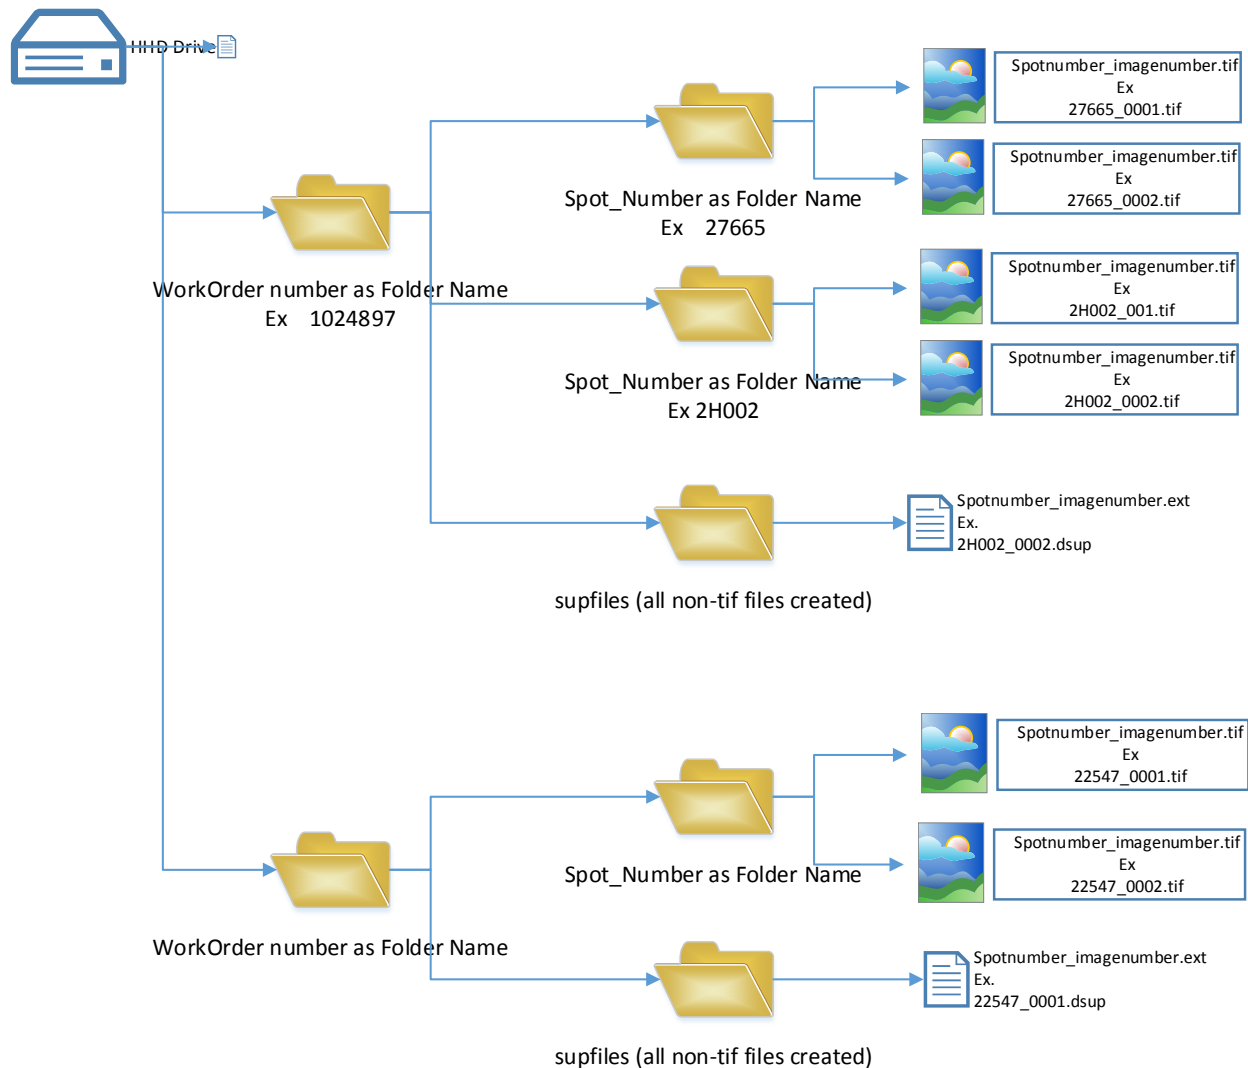 HHD Drive
Spotnumber_imagenumber.tif
Ex
27665_0001.tif
Spotnumber_imagenumber.tif
Ex
27665_0002.tif
Spot_Number as Folder Name
Ex 27665
WorkOrder number as Folder Name
Ex 1024897
Spotnumber_imagenumber.tif
Ex
2H002_001.tif
Spotnumber_imagenumber.tif
Ex
2H002_0002.tif
Spot_Number as Folder Name
Ex 2H002
Spotnumber_imagenumber.ext
Ex.
2H002_0002.dsup
supfiles (all non-tif files created)
Spotnumber_imagenumber.tif
Ex
22547_0001.tif
Spotnumber_imagenumber.tif
Ex
22547_0002.tif
Spot_Number as Folder Name
WorkOrder number as Folder Name
Spotnumber_imagenumber.ext
Ex.
22547_0001.dsup
supfiles (all non-tif files created)